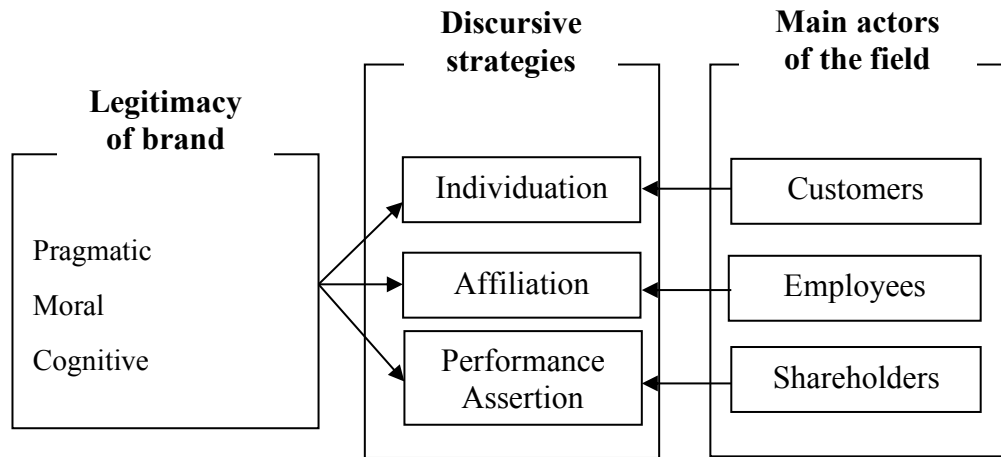 Legitimacy
of brand
Pragmatic
Moral
Cognitive
Discursive
strategies
Individuation
Affiliation
Performance
Assertion
Main actors
of the field
Customers
Employees
Shareholders